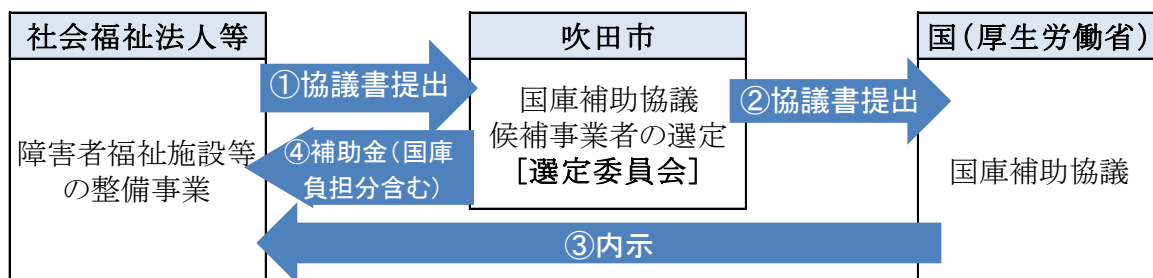 社会福祉法人等
吹田市
国(厚生労働省)
①協議書提出
②協議書提出
国庫補助協議
候補事業者の選定
[選定委員会]
障害者福祉施設等
の整備事業
④補助金(国庫
負担分含む)
国庫補助協議
③内示